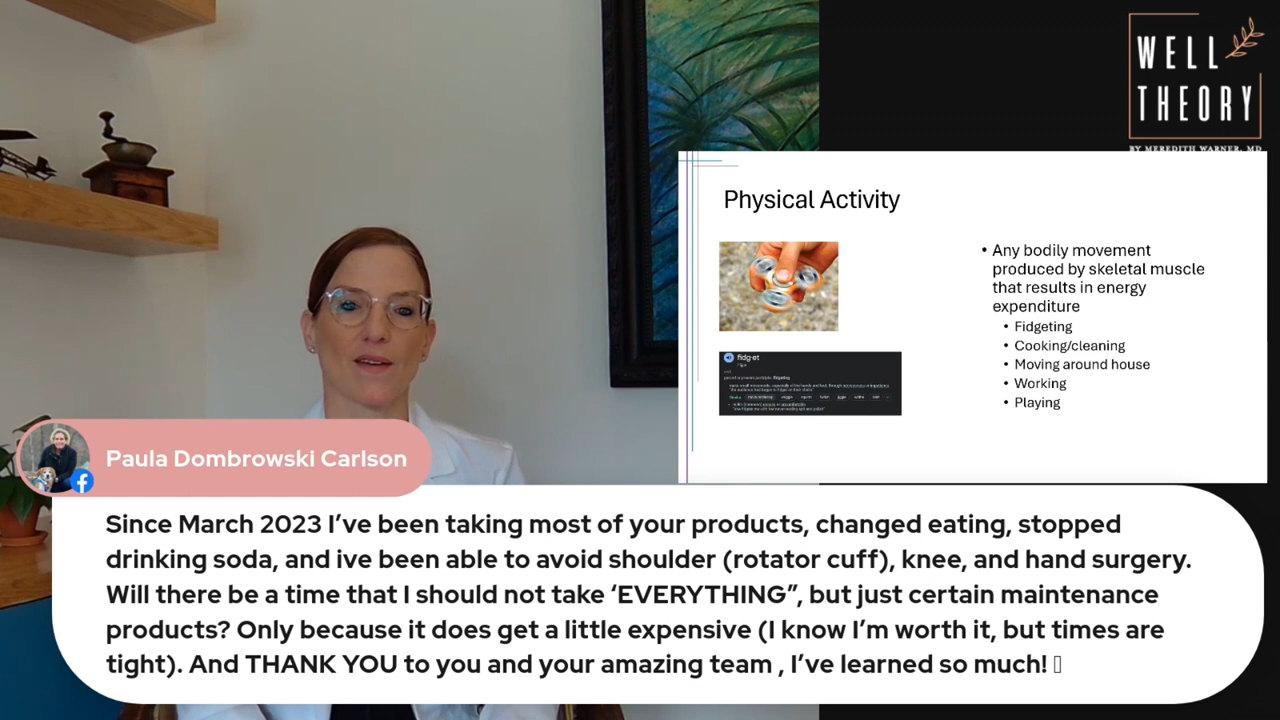 WELL
THEORY
BY MEREDITH WARNER, MD
Physical Activity
• Any bodily movement
produced by skeletal muscle
that results in energy
expenditure
• Fidgeting
• Cooking/cleaning
• Moving around house
• Working
• Playing
fidg·et
Paula Dombrowski Carlson
Since March 2023 I’ve been taking most of your products, changed eating, stopped
drinking soda, and ive been able to avoid shoulder (rotator cuff), knee, and hand surgery.
Will there be a time that I should not take ‘EVERYTHING”, but just certain maintenance
products? Only because it does get a little expensive (I know I’m worth it, but times are
tight). And THANK YOU to you and your amazing team , I’ve learned so much!